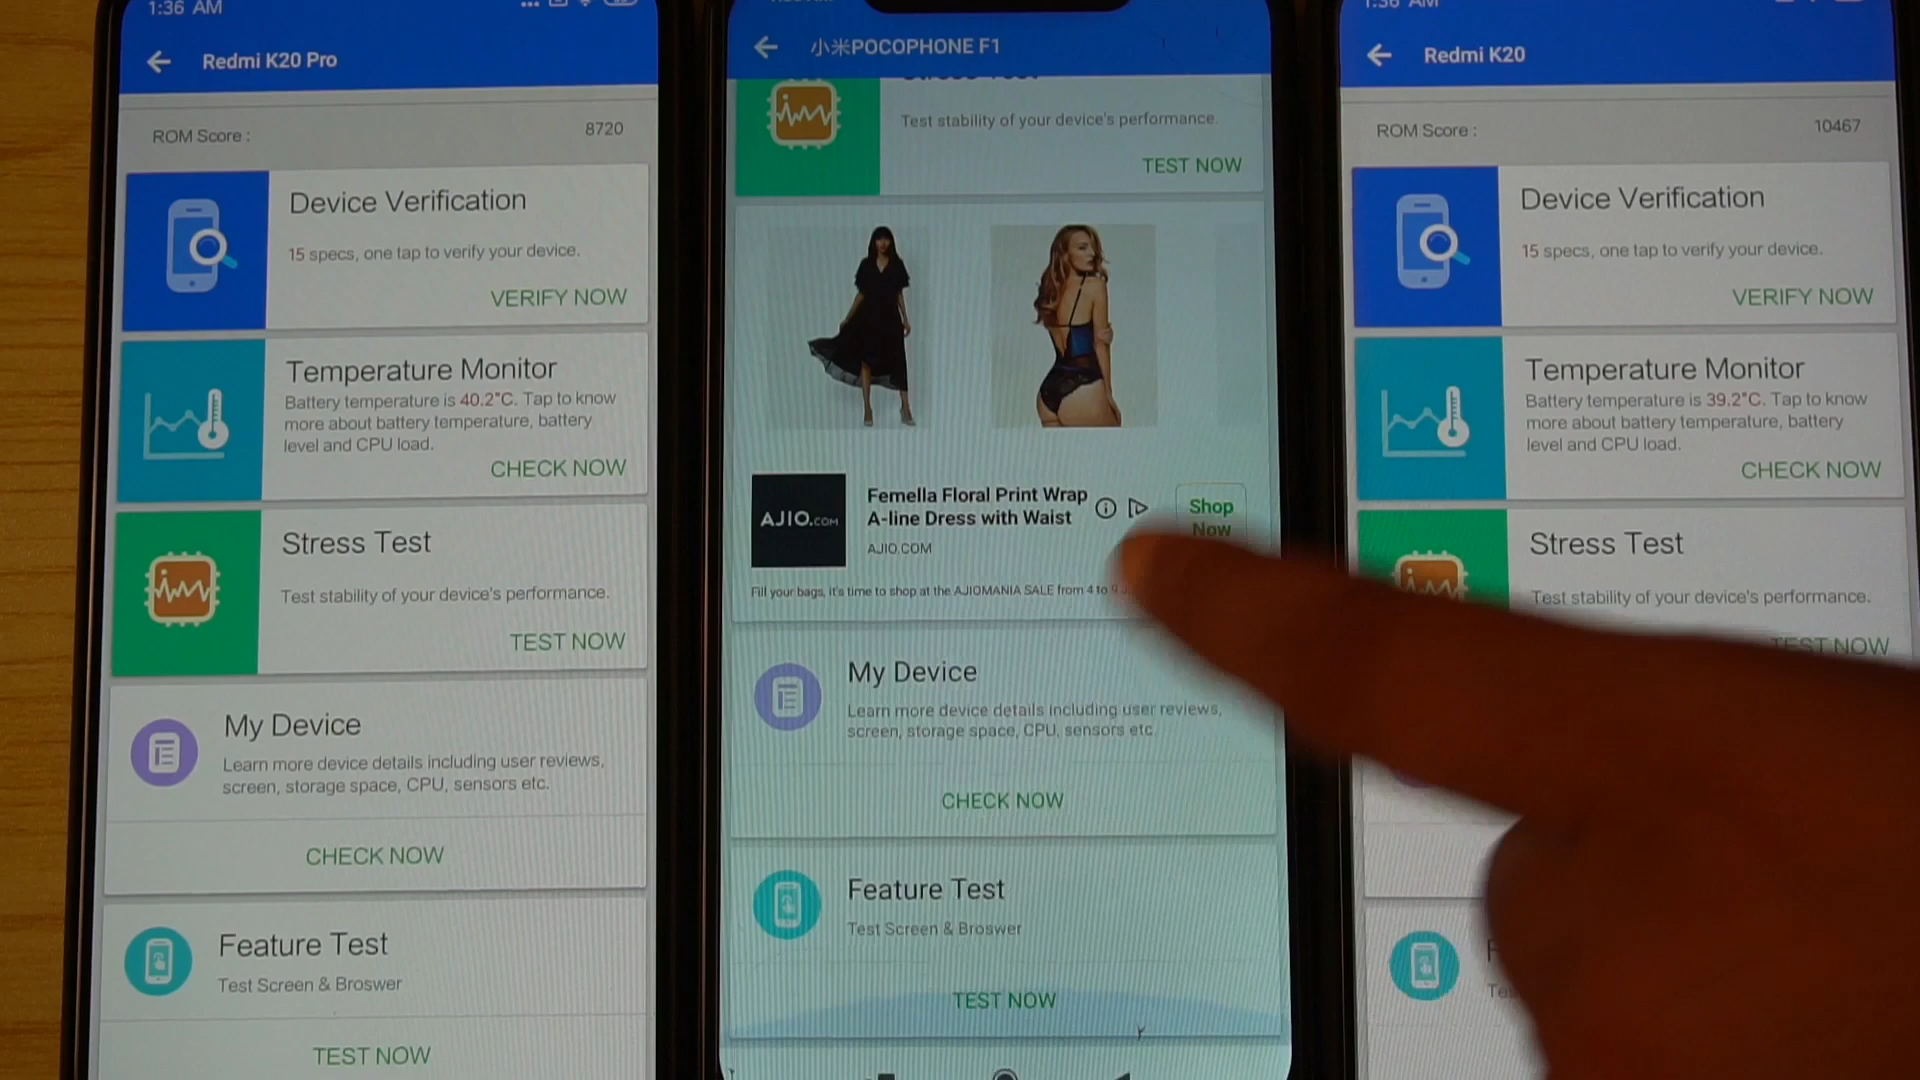 1:36 AM
Redmi K20 Pro
ROM Score :
8720
Device Verification
15 specs, one tap to verify your device.
VERIFY NOW
Temperature Monitor
Battery temperature is 40.2°C. Tap to know
more about battery temperature, battery
level and CPU load.
CHECK NOW
Stress Test
Test stability of your device's performance.
TEST NOW
My Device
Learn more device details including user reviews,
screen, storage space, CPU, sensors etc.
CHECK NOW
Feature Test
Test Screen & Broswer
TEST NOW
小米POCOPHONE F1
Test stability of your device's performance.
TEST NOW
AJIO.COM
Femella Floral Print Wrap
A-line Dress with Waist
AJIO.COM
Shop
Now
Fill your bags, it's time to shop at the AJIOMANIA SALE from 4 to 9
My Device
Learn more device details including user reviews,
screen, storage space, CPU, sensors etc.
CHECK NOW
Feature Test
Test Screen & Broswer
TEST NOW
1:36 AM
Redmi K20
ROM Score :
10467
Device Verification
15 specs, one tap to verify your device.
VERIFY NOW
Temperature Monitor
Battery temperature is 39.2°C. Tap to know
more about battery temperature, battery
level and CPU load.
CHECK NOW
Stress Test
Test stability of your device's performance.
TEST NOW